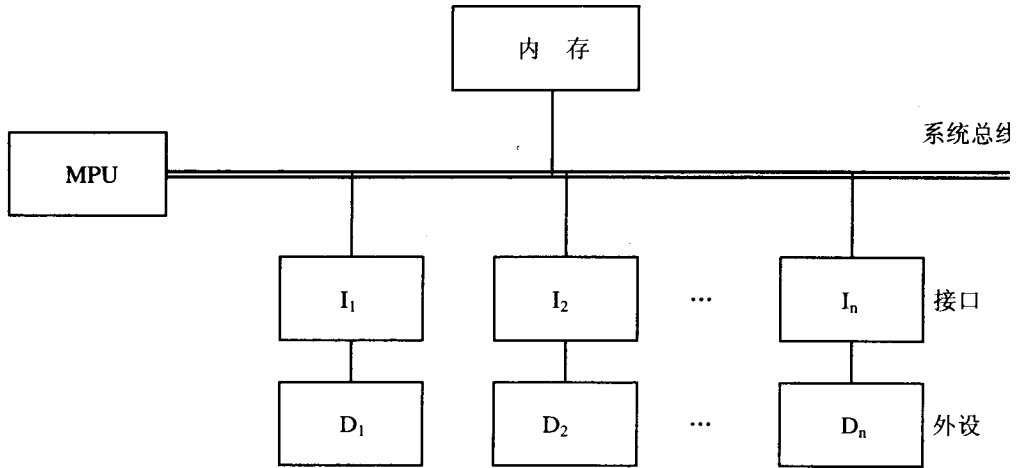 内 存
系统总线
MPU
I₁ I₂ … Iₙ 接口
D₁ D₂ … Dₙ 外设